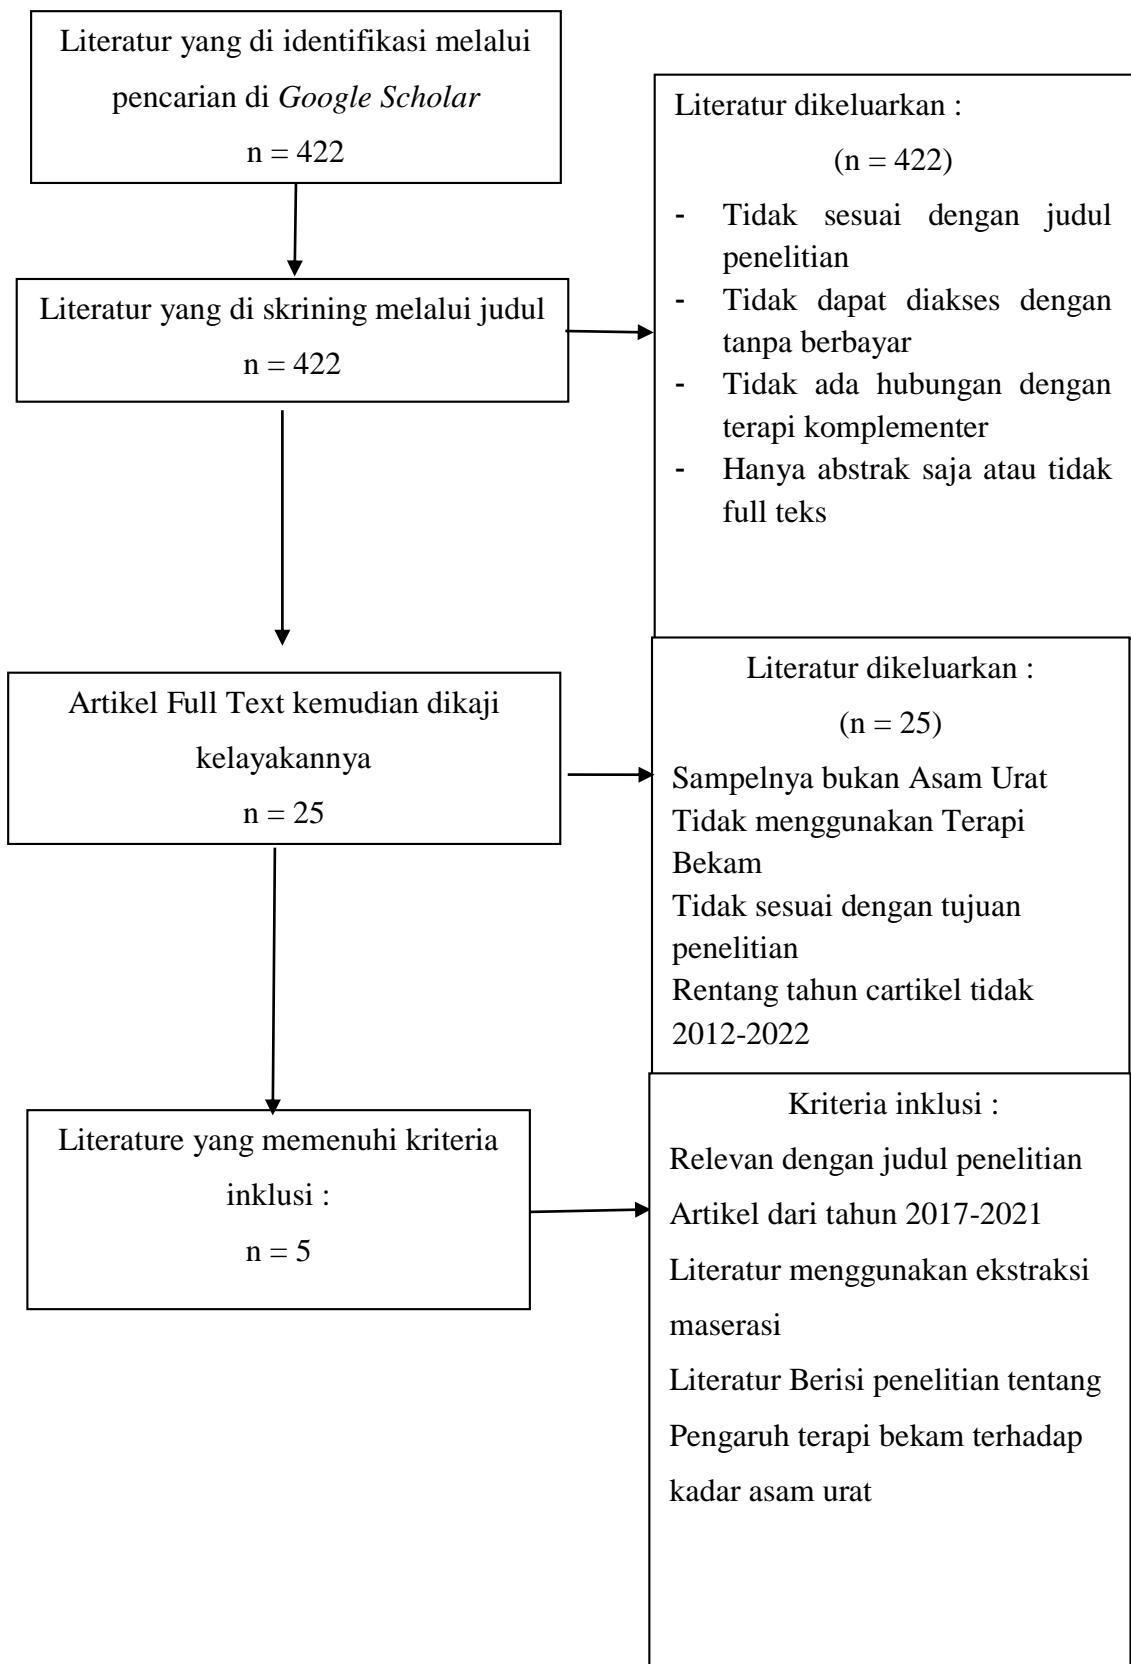 Literatur yang di identifikasi melalui
pencarian di Google Scholar
n = 422
Literatur dikeluarkan :
(n = 422)
- Tidak sesuai dengan judul
penelitian
- Tidak dapat diakses dengan
tanpa berbayar
- Tidak ada hubungan dengan
terapi komplementer
- Hanya abstrak saja atau tidak
full teks
Literatur yang di skrining melalui judul
n = 422
Artikel Full Text kemudian dikaji
kelayakannya
n = 25
Literatur dikeluarkan :
(n = 25)
Sampelnya bukan Asam Urat
Tidak menggunakan Terapi
Bekam
Tidak sesuai dengan tujuan
penelitian
Rentang tahun cartikel tidak
2012-2022
Literature yang memenuhi kriteria
inklusi :
n = 5
Kriteria inklusi :
Relevan dengan judul penelitian
Artikel dari tahun 2017-2021
Literatur menggunakan ekstraksi
maserasi
Literatur Berisi penelitian tentang
Pengaruh terapi bekam terhadap
kadar asam urat